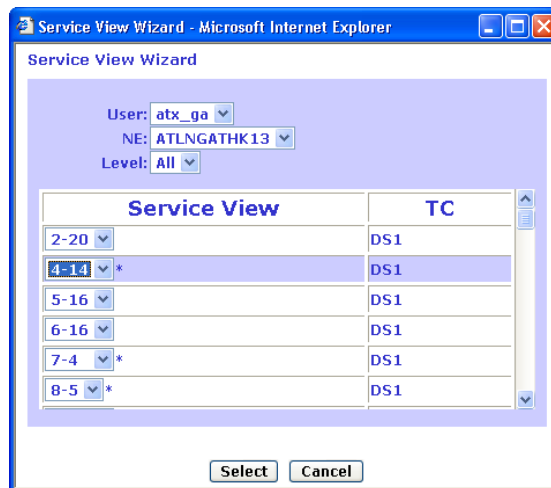 Service View Wizard - Microsoft Internet Explorer
Service View Wizard
User: atx_ga
NE: ATLNGATHK13
Level: All
Service View TC
2-20 DS1
4-14 * DS1
5-16 DS1
6-16 DS1
7-4 * DS1
8-5 * DS1
Select Cancel